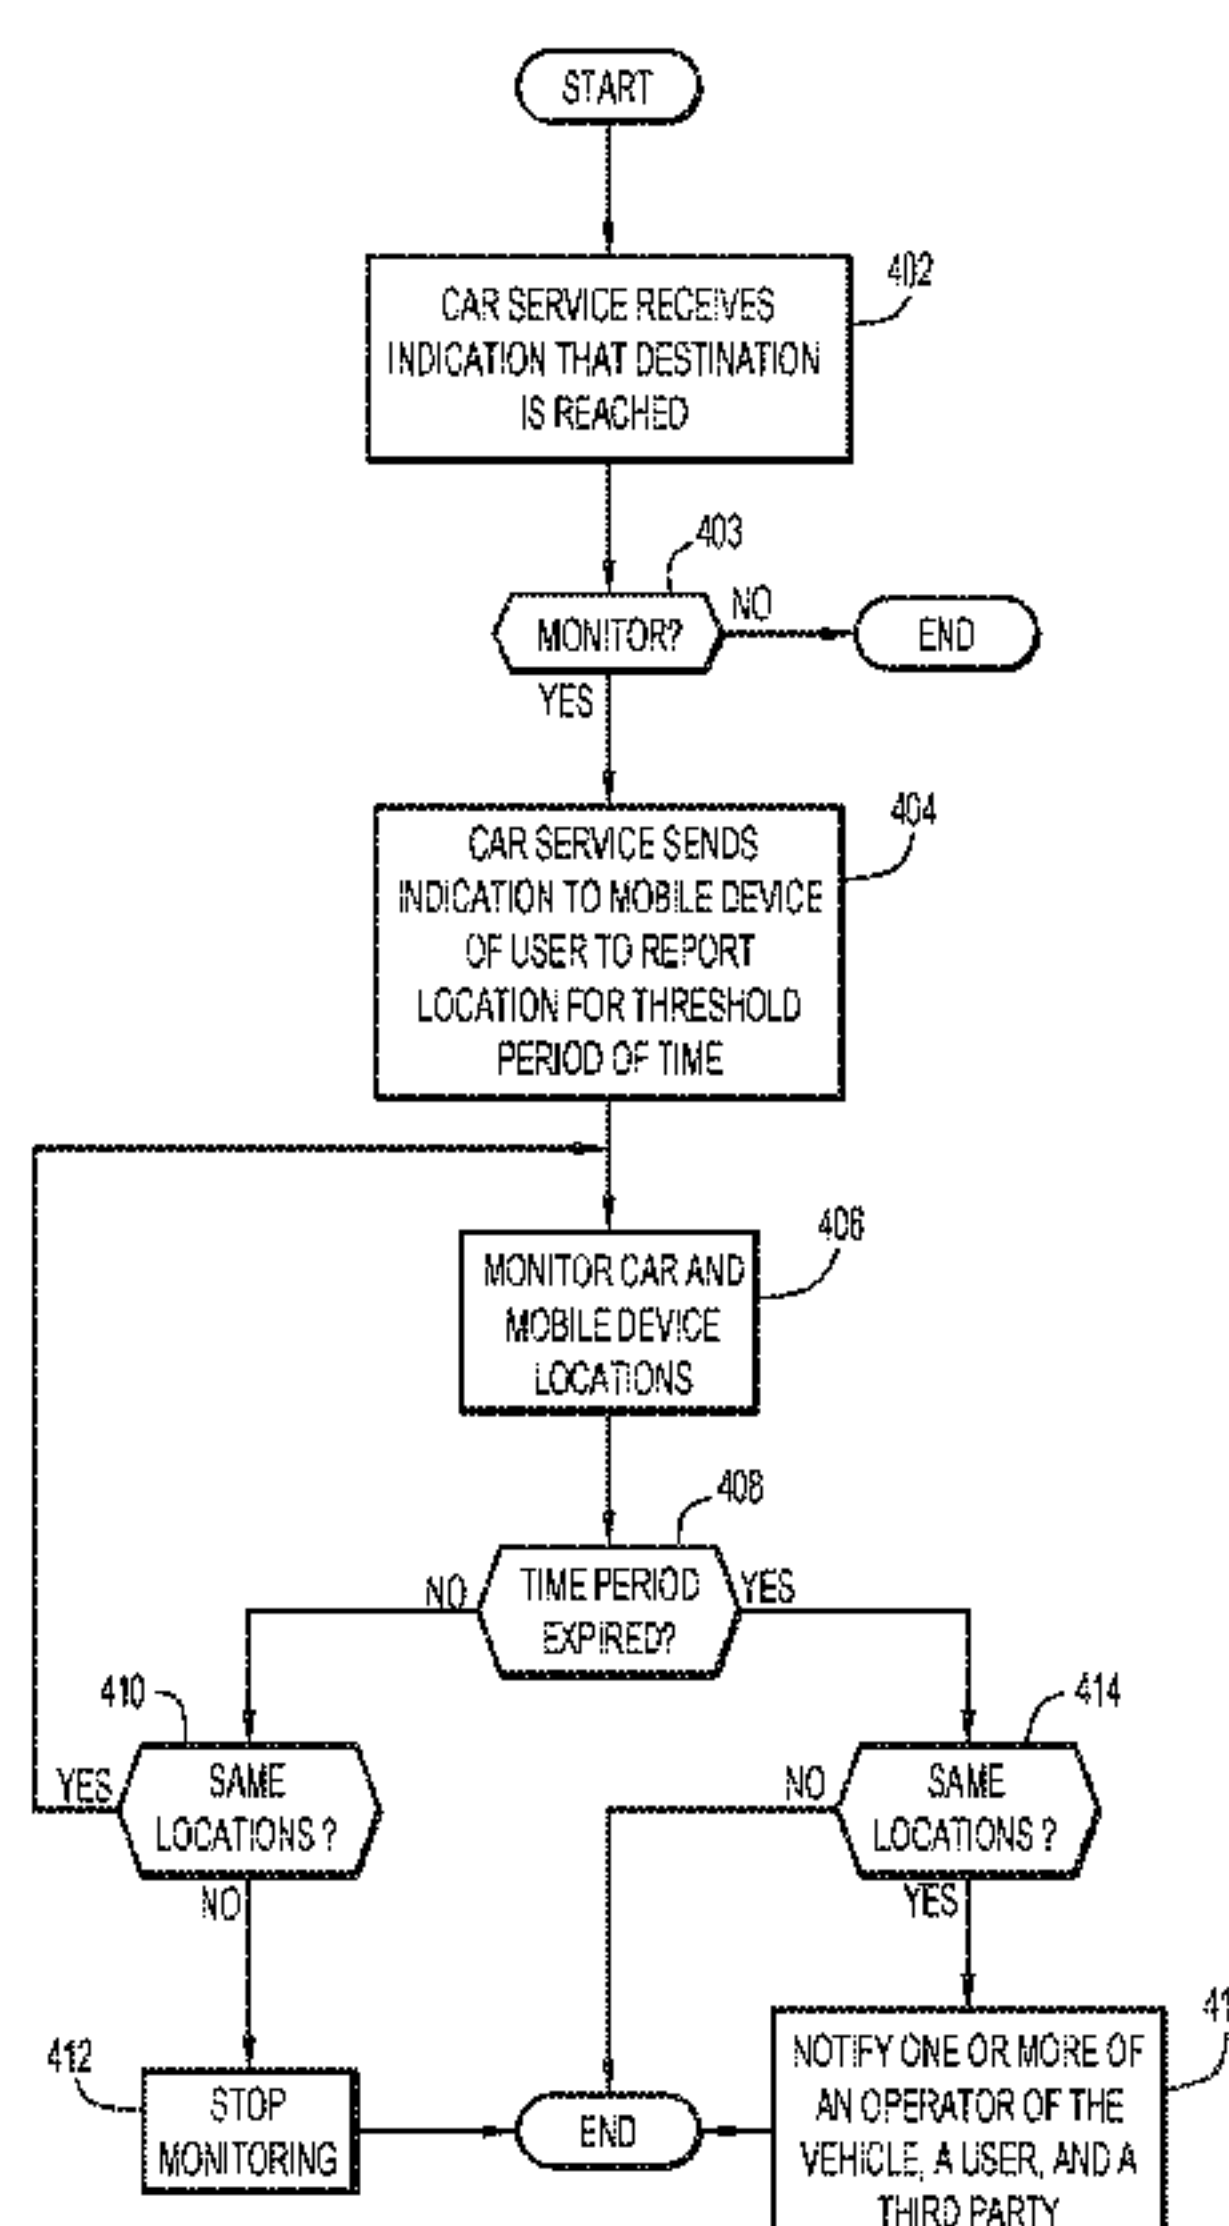 START
402
CAR SERVICE RECEIVES
INDICATION THAT DESTINATION
IS REACHED
403
MONITOR?
NO
END
YES
404
CAR SERVICE SENDS
INDICATION TO MOBILE DEVICE
OF USER TO REPORT
LOCATION FOR THRESHOLD
PERIOD OF TIME
406
MONITOR CAR AND
MOBILE DEVICE
LOCATIONS
408
NO
TIME PERIOD
EXPIRED?
YES
410
SAME
LOCATIONS ?
YES
NO
414
SAME
LOCATIONS ?
NO
YES
412
STOP
MONITORING
END
NOTIFY ONE OR MORE OF
AN OPERATOR OF THE
VEHICLE, A USER, AND A
THIRD PARTY